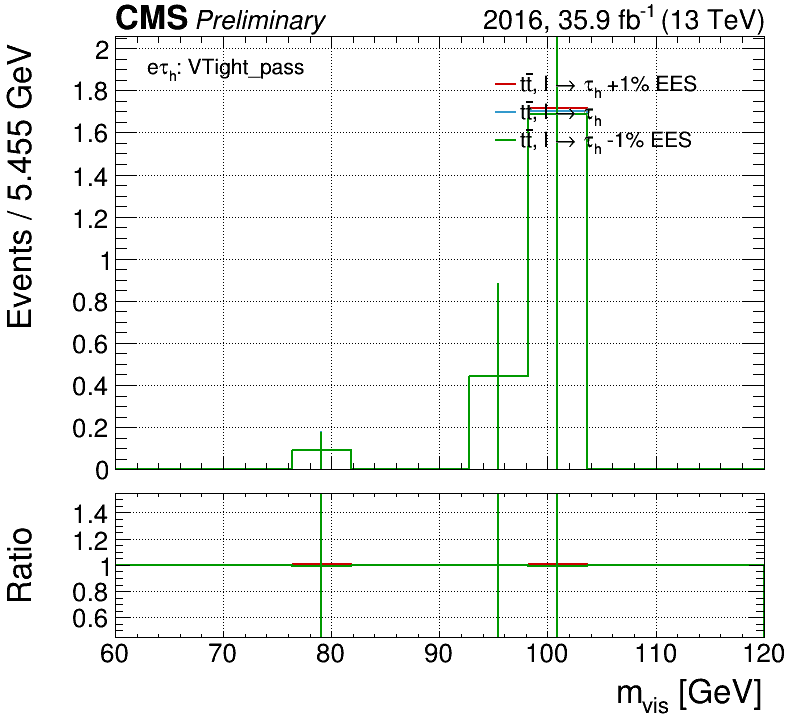 CMS Preliminary 2016, 35.9 fb⁻¹ (13 TeV)
eτₕ: VTight_pass
tt̄, l → τₕ +1% EES
tt̄, l → τₕ
tt̄, l → τₕ -1% EES
Events / 5.455 GeV
2
1.8
1.6
1.4
1.2
1
0.8
0.6
0.4
0.2
0
Ratio
1.4
1.2
1
0.8
0.6
60 70 80 90 100 110 120
m_vis [GeV]